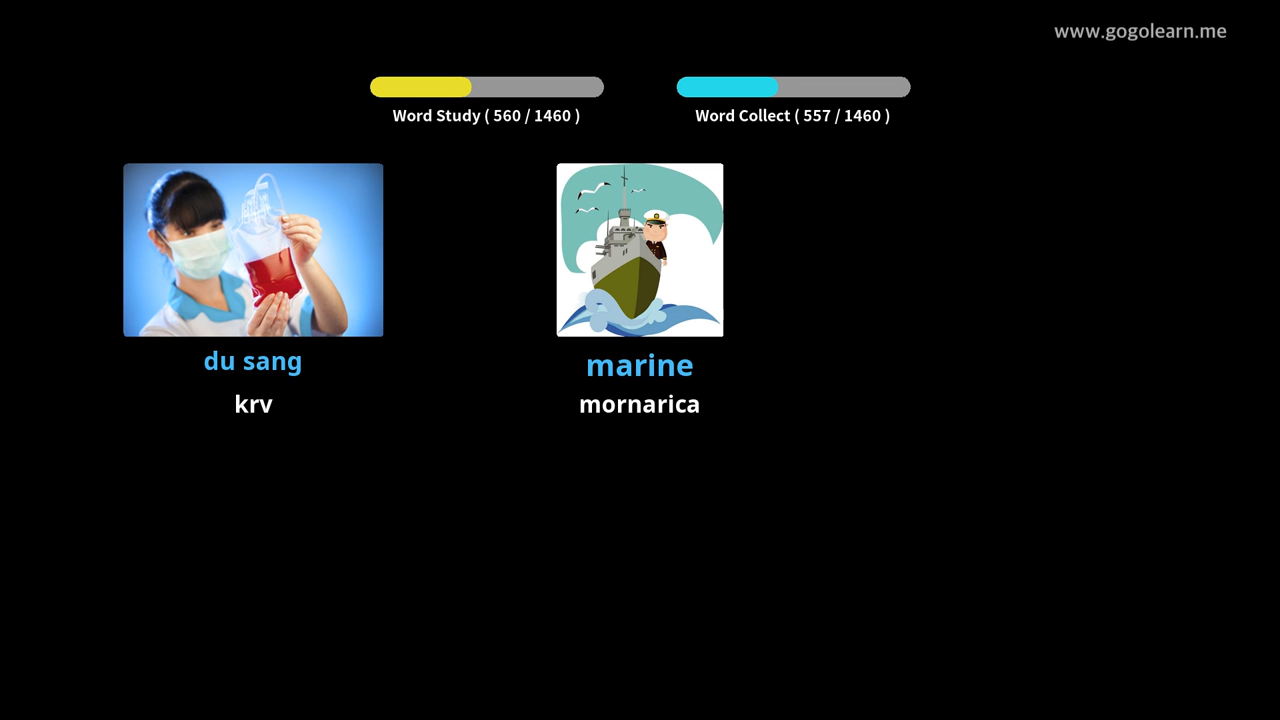 www.gogolearn.me
Word Study ( 560 / 1460 )
Word Collect ( 557 / 1460 )
du sang
krv
marine
mornarica